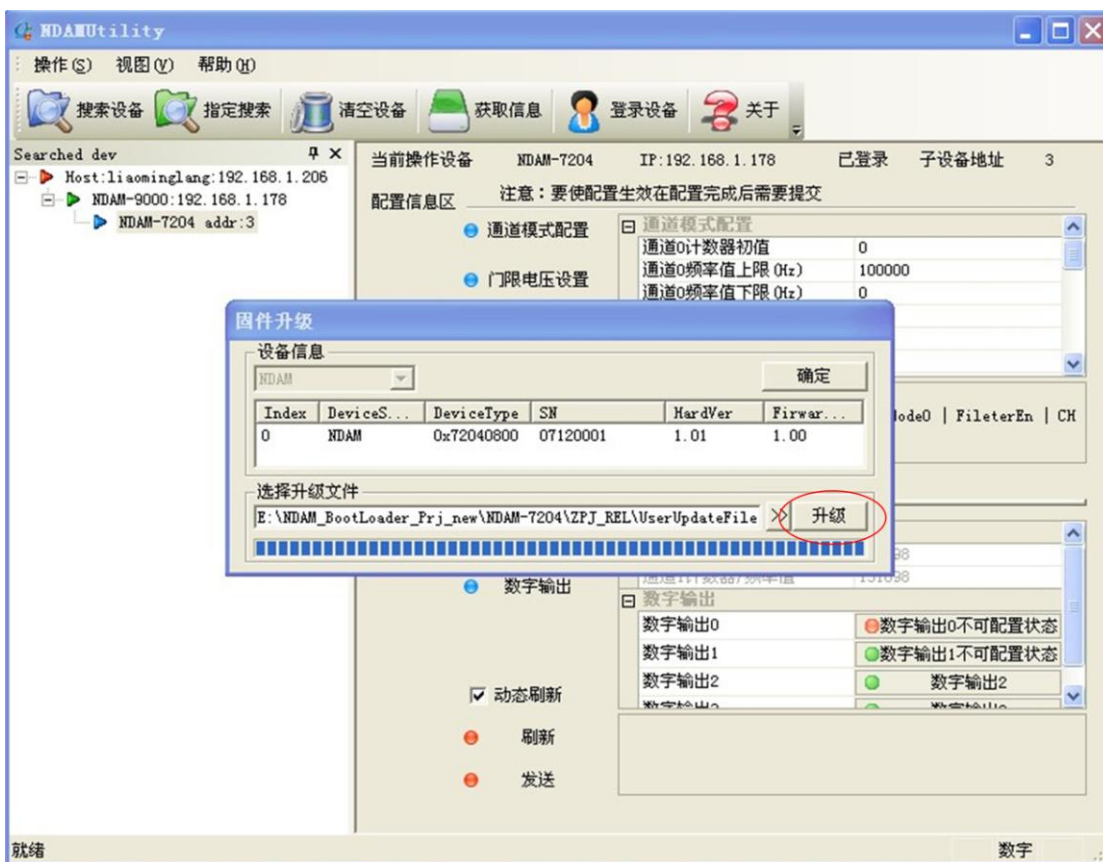 NDAMUtility
操作(S) 视图(V) 帮助(H)
搜索设备 指定搜索 清空设备 获取信息 登录设备 关于
Searched dev
Host:liaominglang:192.168.1.206
NDAM-9000:192.168.1.178
NDAM-7204 addr:3
当前操作设备 NDAM-7204 IP:192.168.1.178 已登录 子设备地址 3
配置信息区 注意：要使配置生效在配置完成后需要提交
通道模式配置
门限电压设置
通道模式配置
通道0计数器初值 0
通道0频率值上限(Hz) 100000
通道0频率值下限(Hz) 0
固件升级
设备信息
NDAM
确定
Index DeviceS... DeviceType SN HardVer Firwar...
0 NDAM 0x72040800 07120001 1.01 1.00
选择升级文件
E:\NDAM_BootLoader_Prj_new\NDAM-7204\ZPJ_REL\UserUpdateFile >> 升级
ode0 | FileterEn | CH
98
通道1计数器/频率值 131698
数字输出
数字输出
数字输出0 数字输出0不可配置状态
数字输出1 数字输出1不可配置状态
数字输出2 数字输出2
动态刷新
刷新
发送
就绪 数字